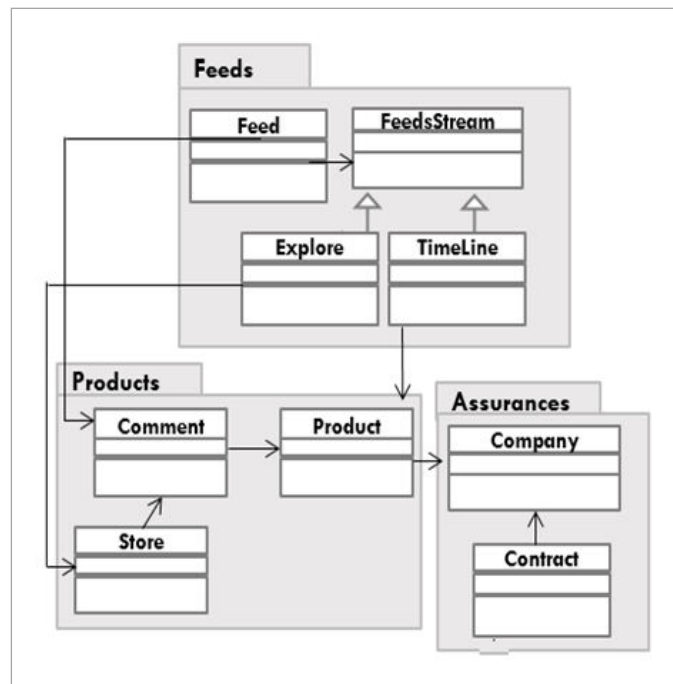 Feeds
Feed
FeedsStream
Explore
TimeLine
Products
Comment
Product
Store
Assurances
Company
Contract